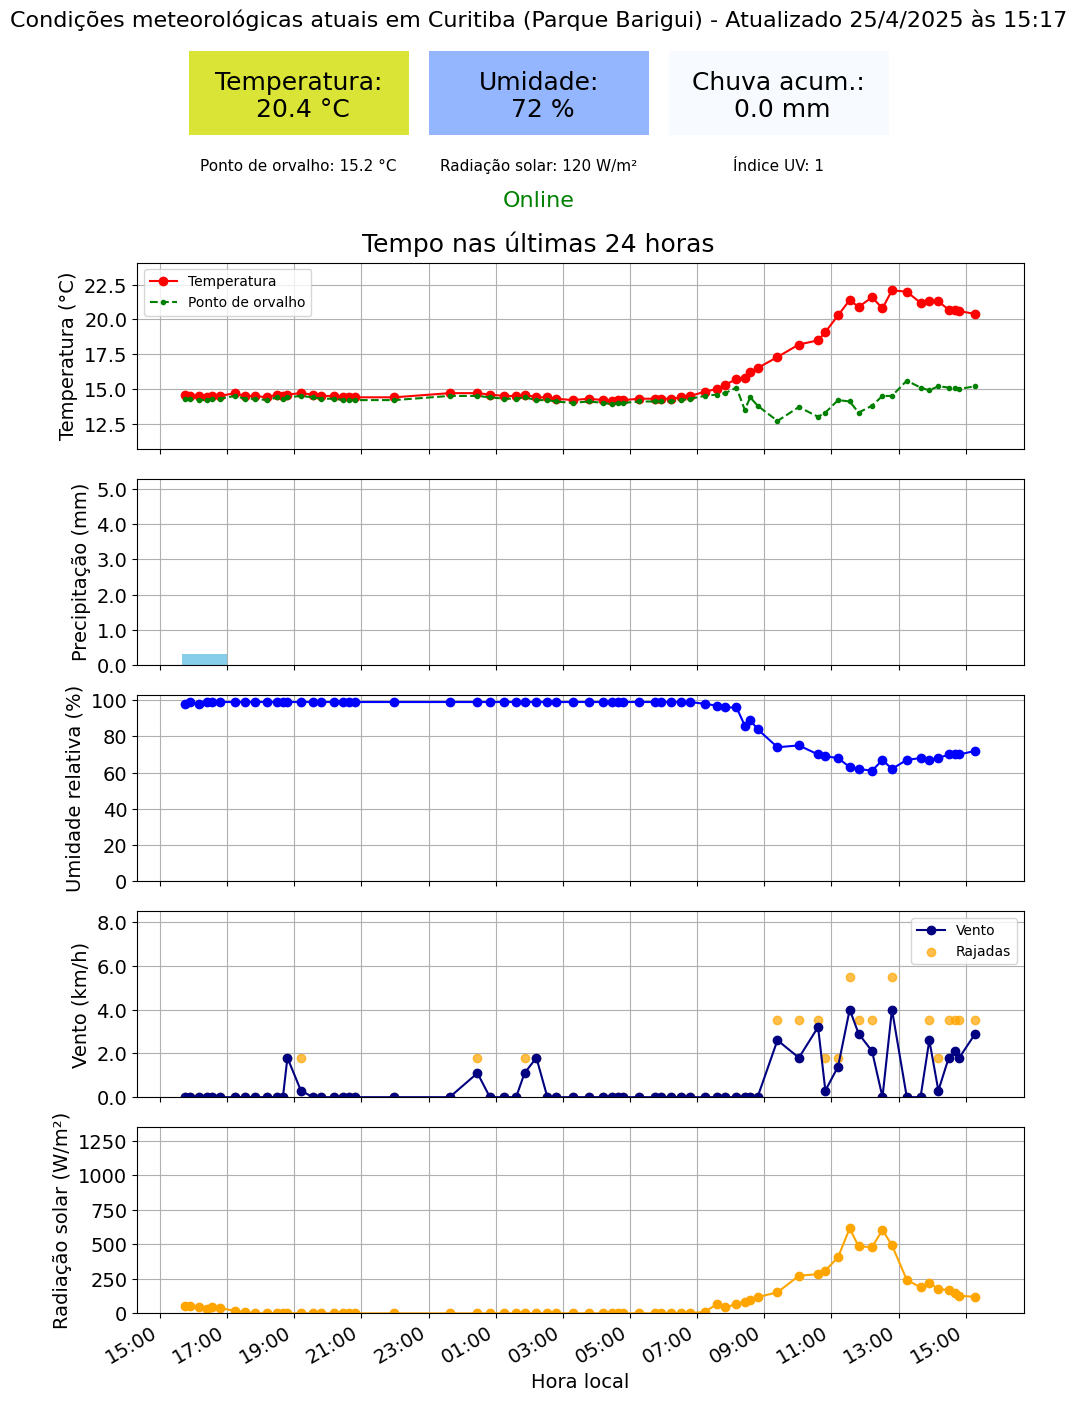 Condições meteorológicas atuais em Curitiba (Parque Barigui) - Atualizado 25/4/2025 às 15:17
Temperatura:
20.4 °C
Umidade:
72 %
Chuva acum.:
0.0 mm
Ponto de orvalho: 15.2 °C
Radiação solar: 120 W/m²
Índice UV: 1
Online
Tempo nas últimas 24 horas
Temperatura (°C)
22.5
20.0
17.5
15.0
12.5
Temperatura
Ponto de orvalho
Precipitação (mm)
5.0
4.0
3.0
2.0
1.0
0.0
Umidade relativa (%)
100
80
60
40
20
0
Vento (km/h)
8.0
6.0
4.0
2.0
0.0
Vento
Rajadas
Radiação solar (W/m²)
1250
1000
750
500
250
0
15:00
17:00
19:00
21:00
23:00
01:00
03:00
05:00
07:00
09:00
11:00
13:00
15:00
Hora local